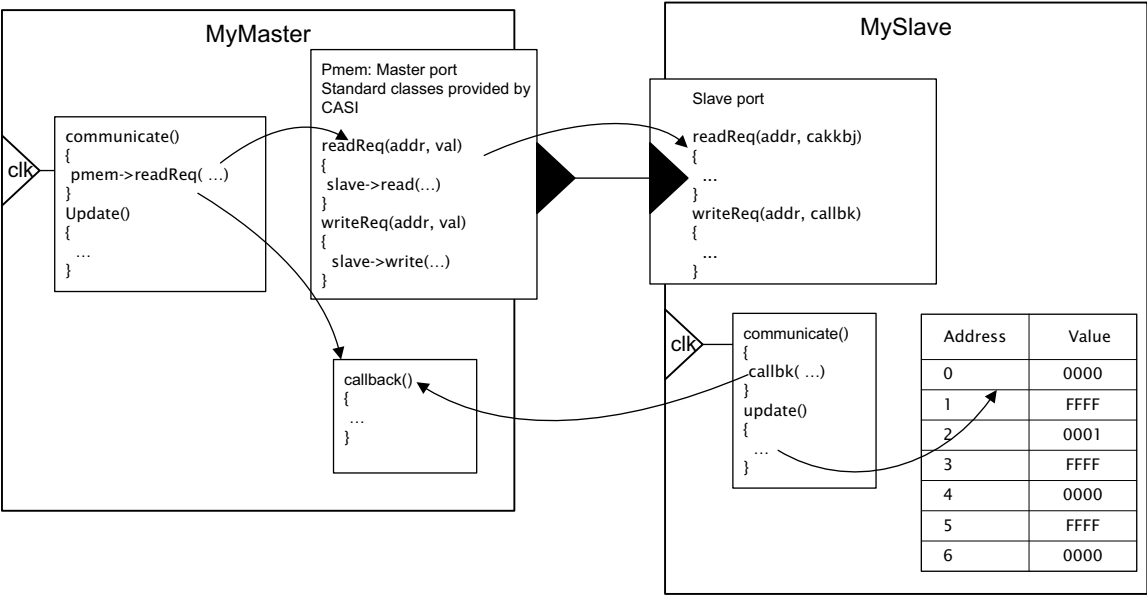 MyMaster
clk
communicate()
{
pmem->readReq( …)
}
Update()
{
…
}
Pmem: Master port
Standard classes provided by
CASI
readReq(addr, val)
{
slave->read(…)
}
writeReq(addr, val)
{
slave->write(…)
}
callback()
{
…
}
MySlave
Slave port
readReq(addr, cakkbj)
{
...
}
writeReq(addr, callbk)
{
...
}
clk
communicate()
{
callbk( …)
}
update()
{
…
}
Address Value
0 0000
1 FFFF
2 0001
3 FFFF
4 0000
5 FFFF
6 0000